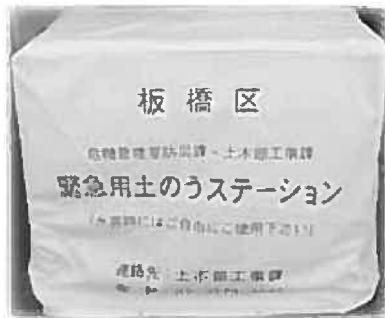 板橋区
危機管理室防災課・土木部工事課
緊急用土のうステーション
(水害時にはご自由にご使用下さい)
連絡先 土木部工事課